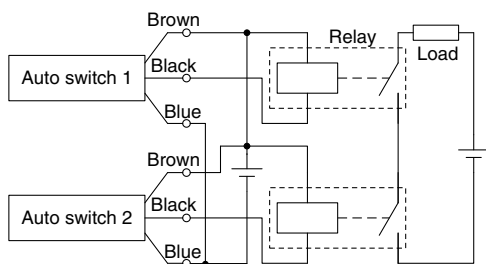 Brown
Relay
Auto switch 1
Black
Load
Blue
Brown
Auto switch 2
Black
Blue